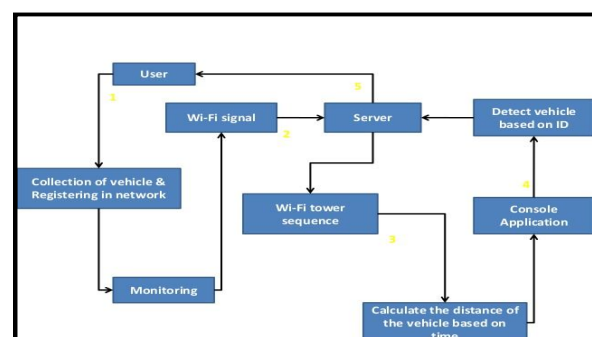 User
1
5
Wi-Fi signal
2
Server
Detect vehicle
based on ID
Collection of vehicle &
Registering in network
4
Wi-Fi tower
sequence
3
Console
Application
Monitoring
Calculate the distance of
the vehicle based on
time